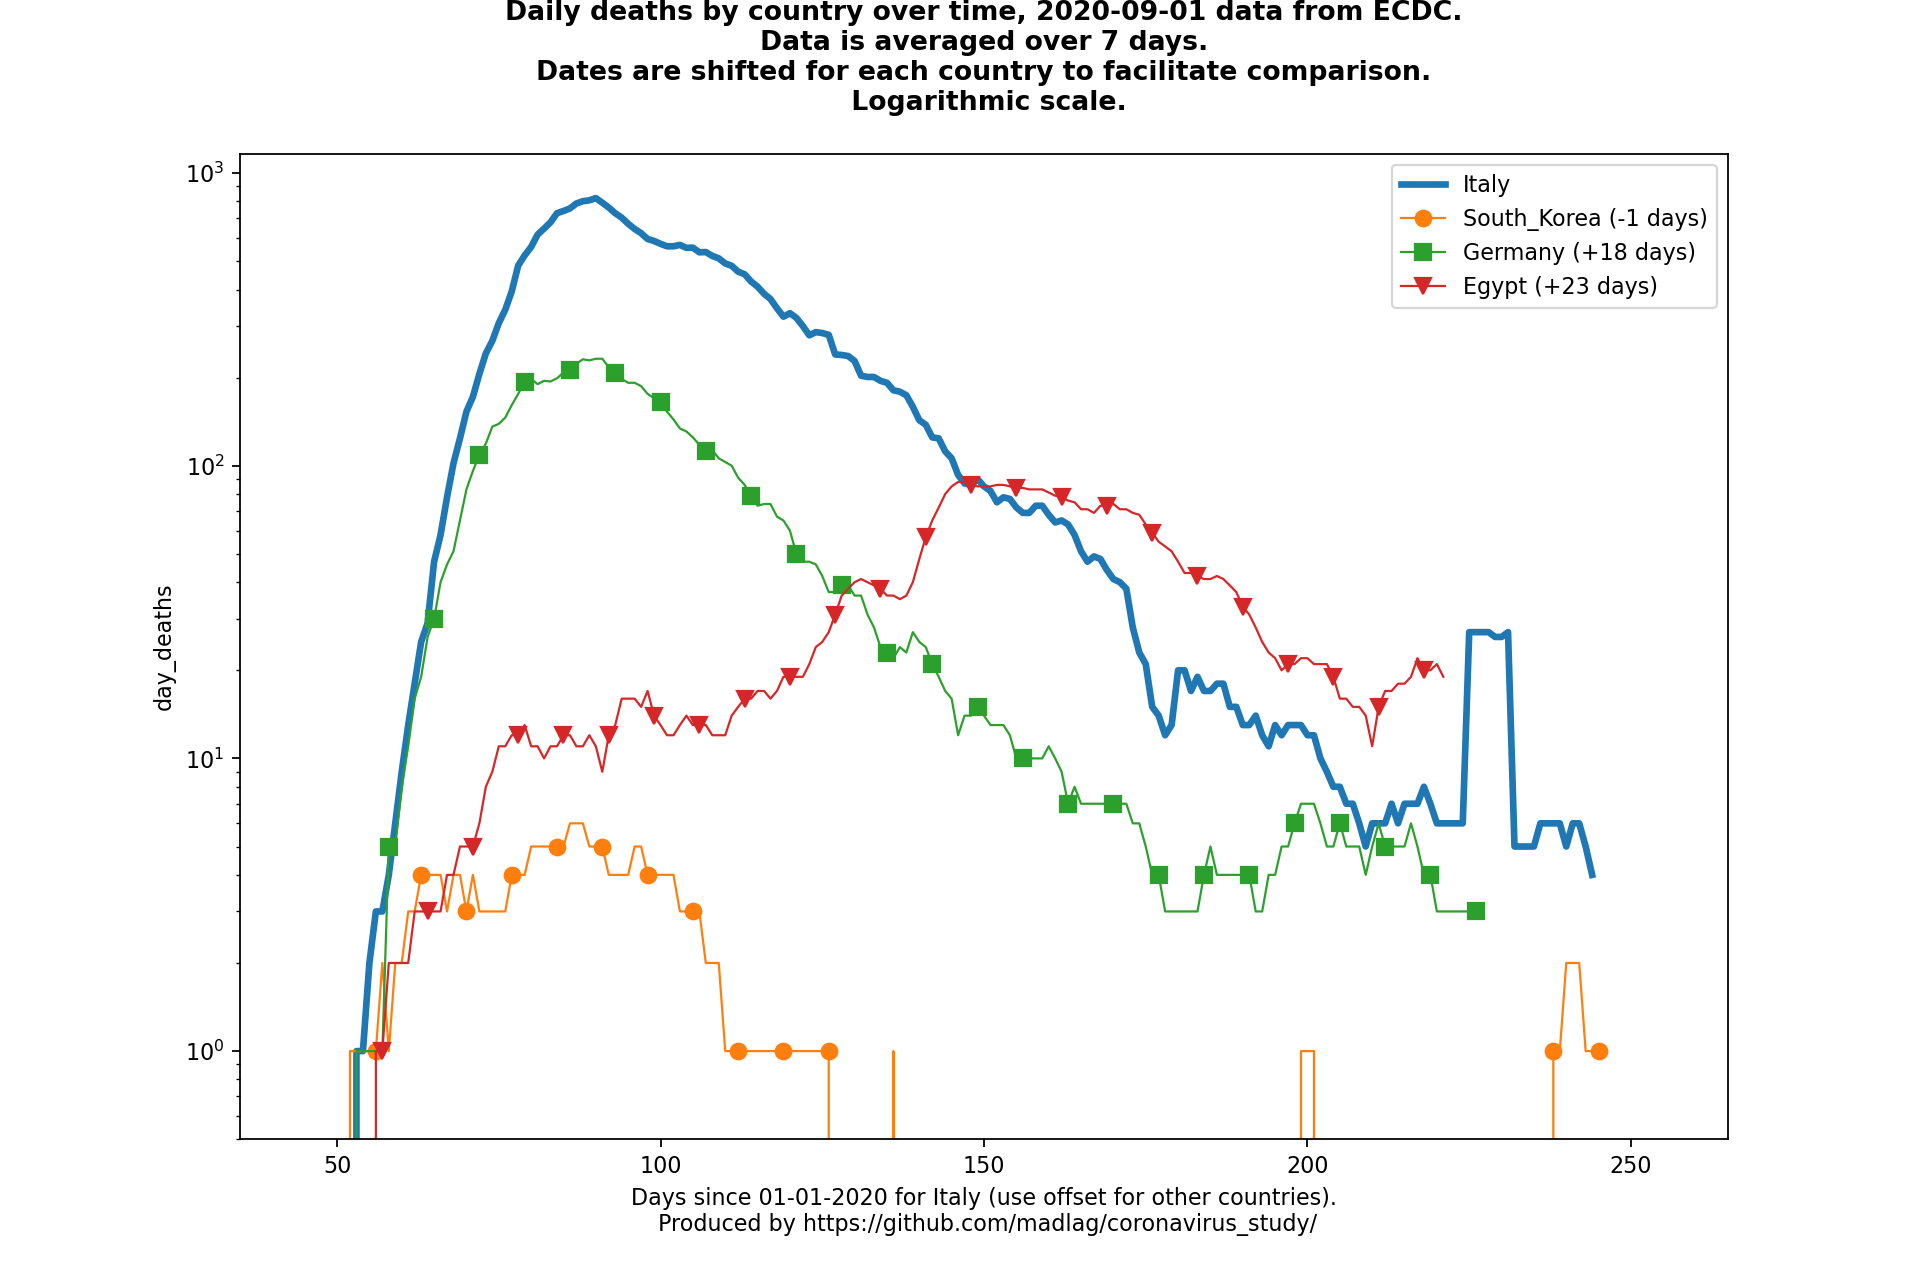 Daily deaths by country over time, 2020-09-01 data from ECDC.
Data is averaged over 7 days.
Dates are shifted for each country to facilitate comparison.
Logarithmic scale.
10³
10²
10¹
10⁰
day_deaths
Italy
South_Korea (-1 days)
Germany (+18 days)
Egypt (+23 days)
50
100
150
200
250
Days since 01-01-2020 for Italy (use offset for other countries).
Produced by https://github.com/madlag/coronavirus_study/